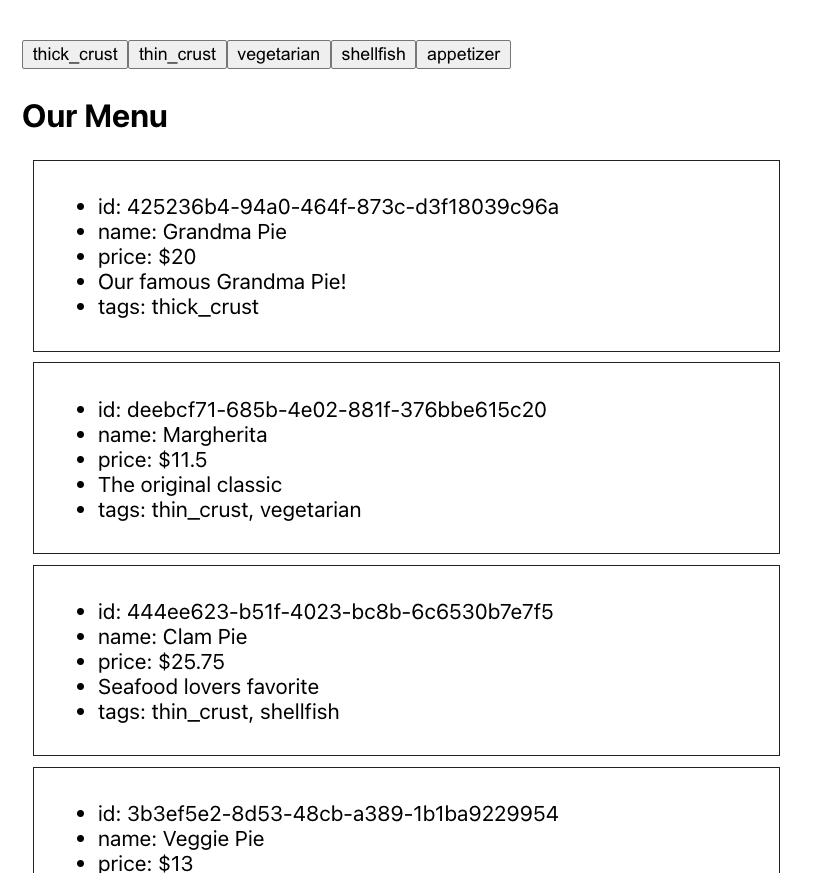 thick_crust thin_crust vegetarian shellfish appetizer
Our Menu
id: 425236b4-94a0-464f-873c-d3f18039c96a
name: Grandma Pie
price: $20
Our famous Grandma Pie!
tags: thick_crust
id: deebcf71-685b-4e02-881f-376bbe615c20
name: Margherita
price: $11.5
The original classic
tags: thin_crust, vegetarian
id: 444ee623-b51f-4023-bc8b-6c6530b7e7f5
name: Clam Pie
price: $25.75
Seafood lovers favorite
tags: thin_crust, shellfish
id: 3b3ef5e2-8d53-48cb-a389-1b1ba9229954
name: Veggie Pie
price: $13